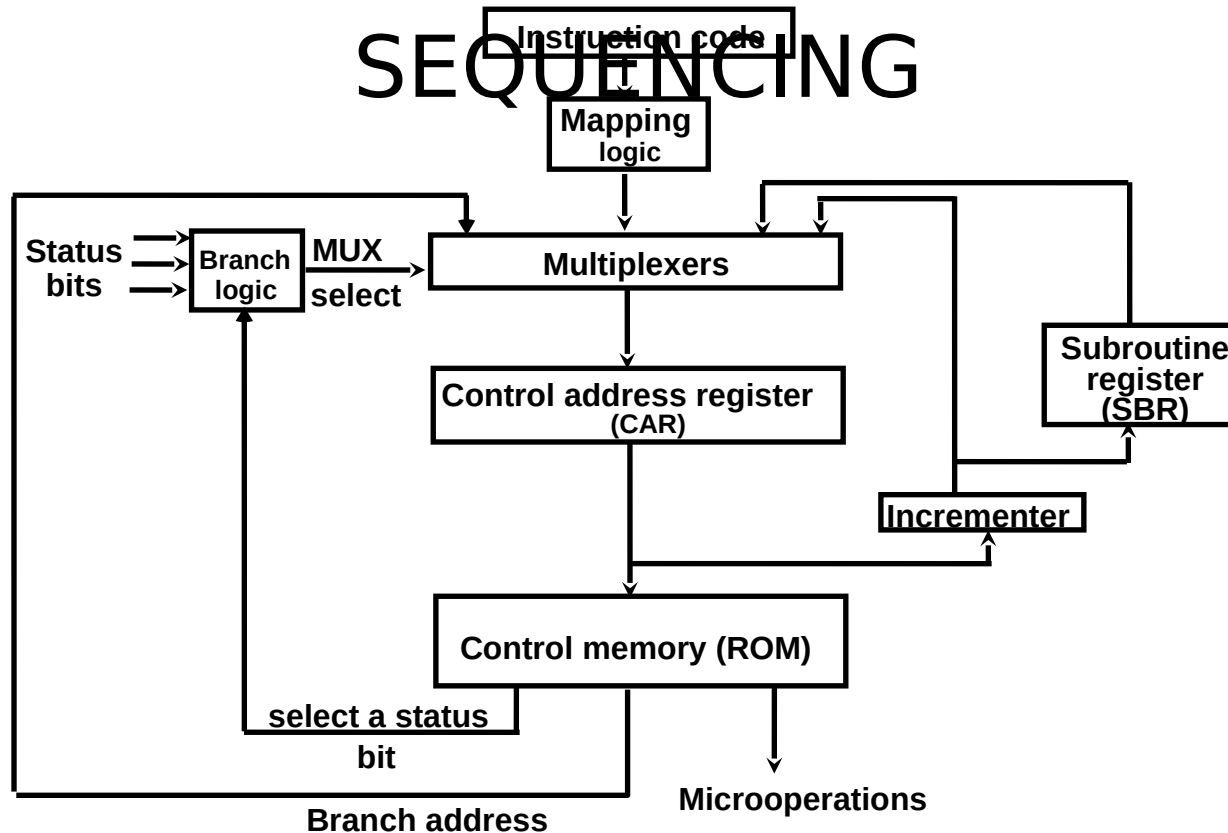 Instruction code
SEQUENCING
Mapping
logic
Status
bits
Branch
logic
MUX
select
Multiplexers
Subroutine
register
(SBR)
Control address register
(CAR)
Incrementer
Control memory (ROM)
select a status
bit
Microoperations
Branch address